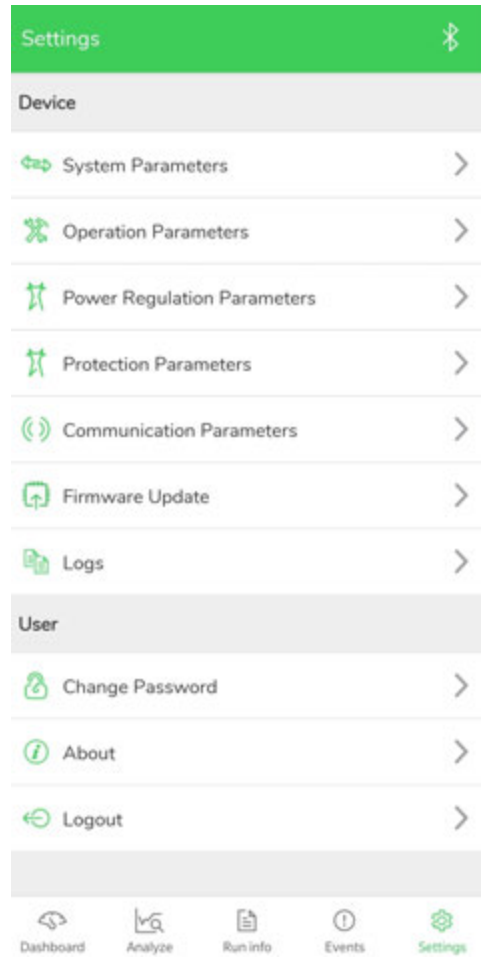 Settings
Device
System Parameters
Operation Parameters
Power Regulation Parameters
Protection Parameters
Communication Parameters
Firmware Update
Logs
User
Change Password
About
Logout
Dashboard Analyze Run info Events Settings